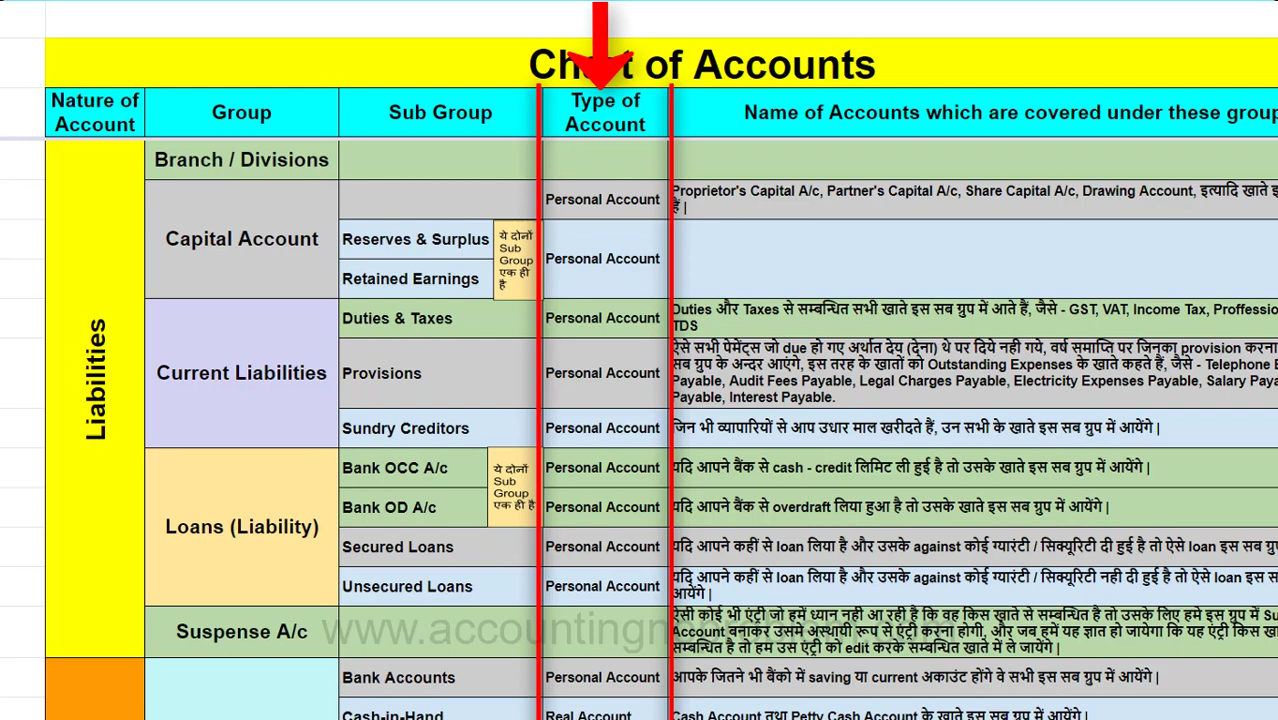 Chart of Accounts
Nature of
Account
Group
Sub Group
Type of
Account
Name of Accounts which are covered under these group
Liabilities
Branch / Divisions
Capital Account
Personal Account
Proprietor's Capital A/c, Partner's Capital A/c, Share Capital A/c, Drawing Account, इत्यादि खाते इ
हैं |
Reserves & Surplus
Retained Earnings
ये दोनों
Sub
Group
एक ही
है
Personal Account
Current Liabilities
Duties & Taxes
Personal Account
Duties और Taxes से सम्बन्धित सभी खाते इस सब ग्रुप में आते हैं, जैसे - GST, VAT, Income Tax, Proffessio
TDS
Provisions
Personal Account
ऐसे सभी पेमेंट्स जो due हो गए अर्थात देय (देना) थे पर दिये नही गये, वर्ष समाप्ति पर जिनका provision करना
सब ग्रुप के अन्दर आएंगे, इस तरह के खातों को Outstanding Expenses के खाते कहते हैं, जैसे - Telephone E
Payable, Audit Fees Payable, Legal Charges Payable, Electricity Expenses Payable, Salary Paya
Payable, Interest Payable.
Sundry Creditors
Personal Account
जिन भी व्यापारियों से आप उधार माल खरीदते हैं, उन सभी के खाते इस सब ग्रुप में आयेंगे |
Loans (Liability)
Bank OCC A/c
ये दोनों
Sub
Group
एक ही है
Personal Account
यदि आपने बैंक से cash - credit लिमिट ली हुई है तो उसके खाते इस सब ग्रुप में आयेंगे |
Bank OD A/c
Personal Account
यदि आपने बैंक से overdraft लिया हुआ है तो उसके खाते इस सब ग्रुप में आयेंगे |
Secured Loans
Personal Account
यदि आपने कहीं से loan लिया है और उसके against कोई ग्यारंटी / सिक्यूरिटी दी हुई है तो ऐसे loan इस सब ग्रुप
Unsecured Loans
Personal Account
यदि आपने कहीं से loan लिया है और उसके against कोई ग्यारंटी / सिक्यूरिटी नही दी हुई है तो ऐसे loan इस स
आयेंगे |
Suspense A/c
ऐसी कोई भी एंट्री जो हमें ध्यान नही आ रही है कि वह किस खाते से सम्बन्धित है तो उसके लिए हमे इस ग्रुप में Su
Account बनाकर उसमे अस्थायी रूप से एंट्री करना होगी, और जब हमें यह ज्ञात हो जायेगा कि यह एंट्री किस खा
सम्बन्धित है तो हम उस एंट्री को edit करके सम्बन्धित खाते में ले जायेंगे |
Bank Accounts
Personal Account
आपके जितने भी बैंको मे saving या current अकाउंट होंगे वे सभी इस सब ग्रुप में आयेंगे |
Cash-in-Hand
Real Account
Cash Account तथा Petty Cash Account के खाते इस सब ग्रुप में आयेंगे |